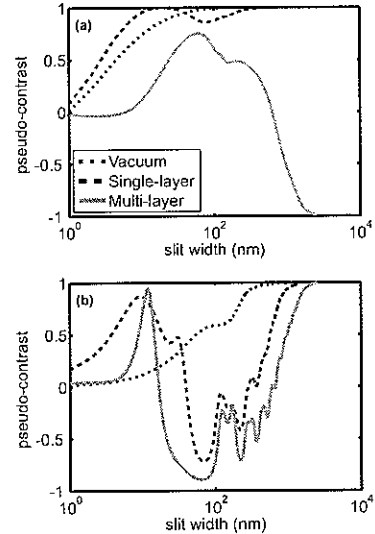 (a)
1
0.5
0
-0.5
-1
pseudo-contrast
Vacuum
Single-layer
Multi-layer
10^0
10^2
10^4
slit width (nm)
(b)
1
0.5
0
-0.5
-1
pseudo-contrast
10^0
10^2
10^4
slit width (nm)